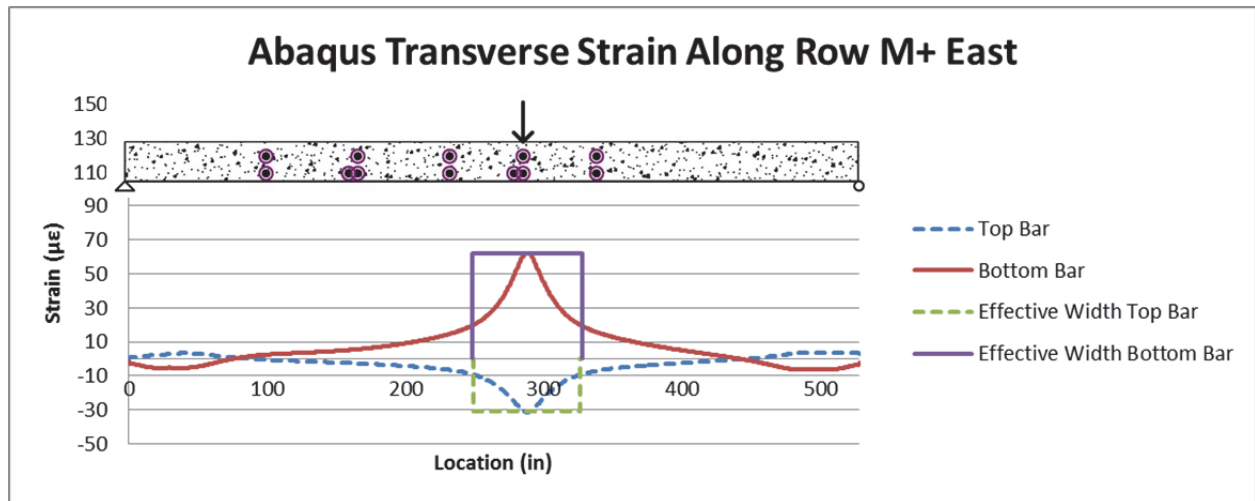 Abaqus Transverse Strain Along Row M+ East
150
130
110
90
70
50
30
10
-10
-30
-50
Strain (με)
0 100 200 300 400 500
Location (in)
Top Bar
Bottom Bar
Effective Width Top Bar
Effective Width Bottom Bar